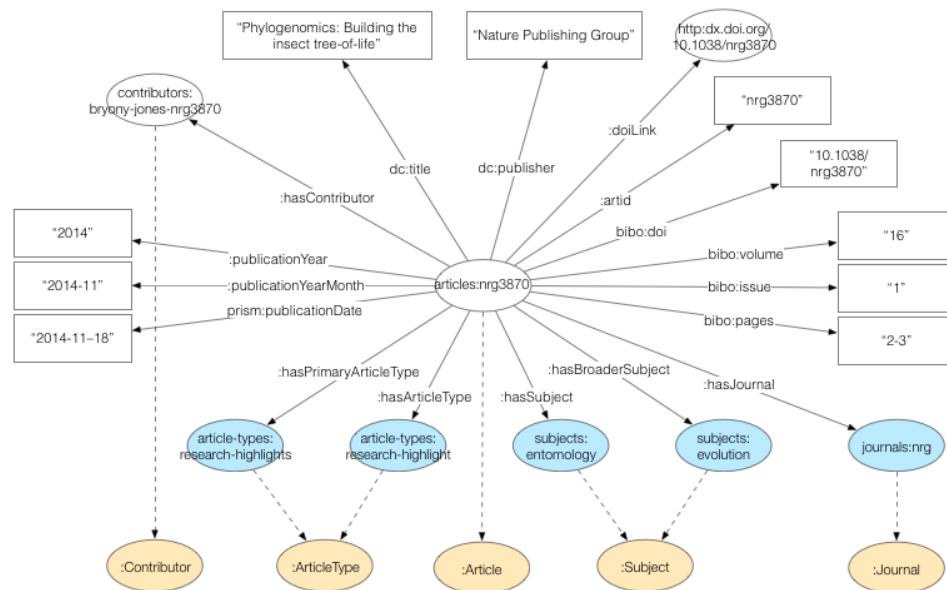 “Phylogenomics: Building the
insect tree-of-life”
“Nature Publishing Group”
http:dx.doi.org/
10.1038/nrg3870
contributors:
bryony-jones-nrg3870
“nrg3870”
:doiLink
dc:title
dc:publisher
“10.1038/
nrg3870”
:hasContributor
:artid
bibo:doi
“2014”
:publicationYear
bibo:volume
“16”
“2014-11”
:publicationYearMonth
articles:nrg3870
bibo:issue
“1”
prism:publicationDate
“2014-11–18”
bibo:pages
“2-3”
:hasPrimaryArticleType
:hasBroaderSubject
:hasJournal
:hasArticleType
:hasSubject
article-types:
research-highlights
article-types:
research-highlight
subjects:
entomology
subjects:
evolution
journals:nrg
:Contributor
:ArticleType
:Article
:Subject
:Journal